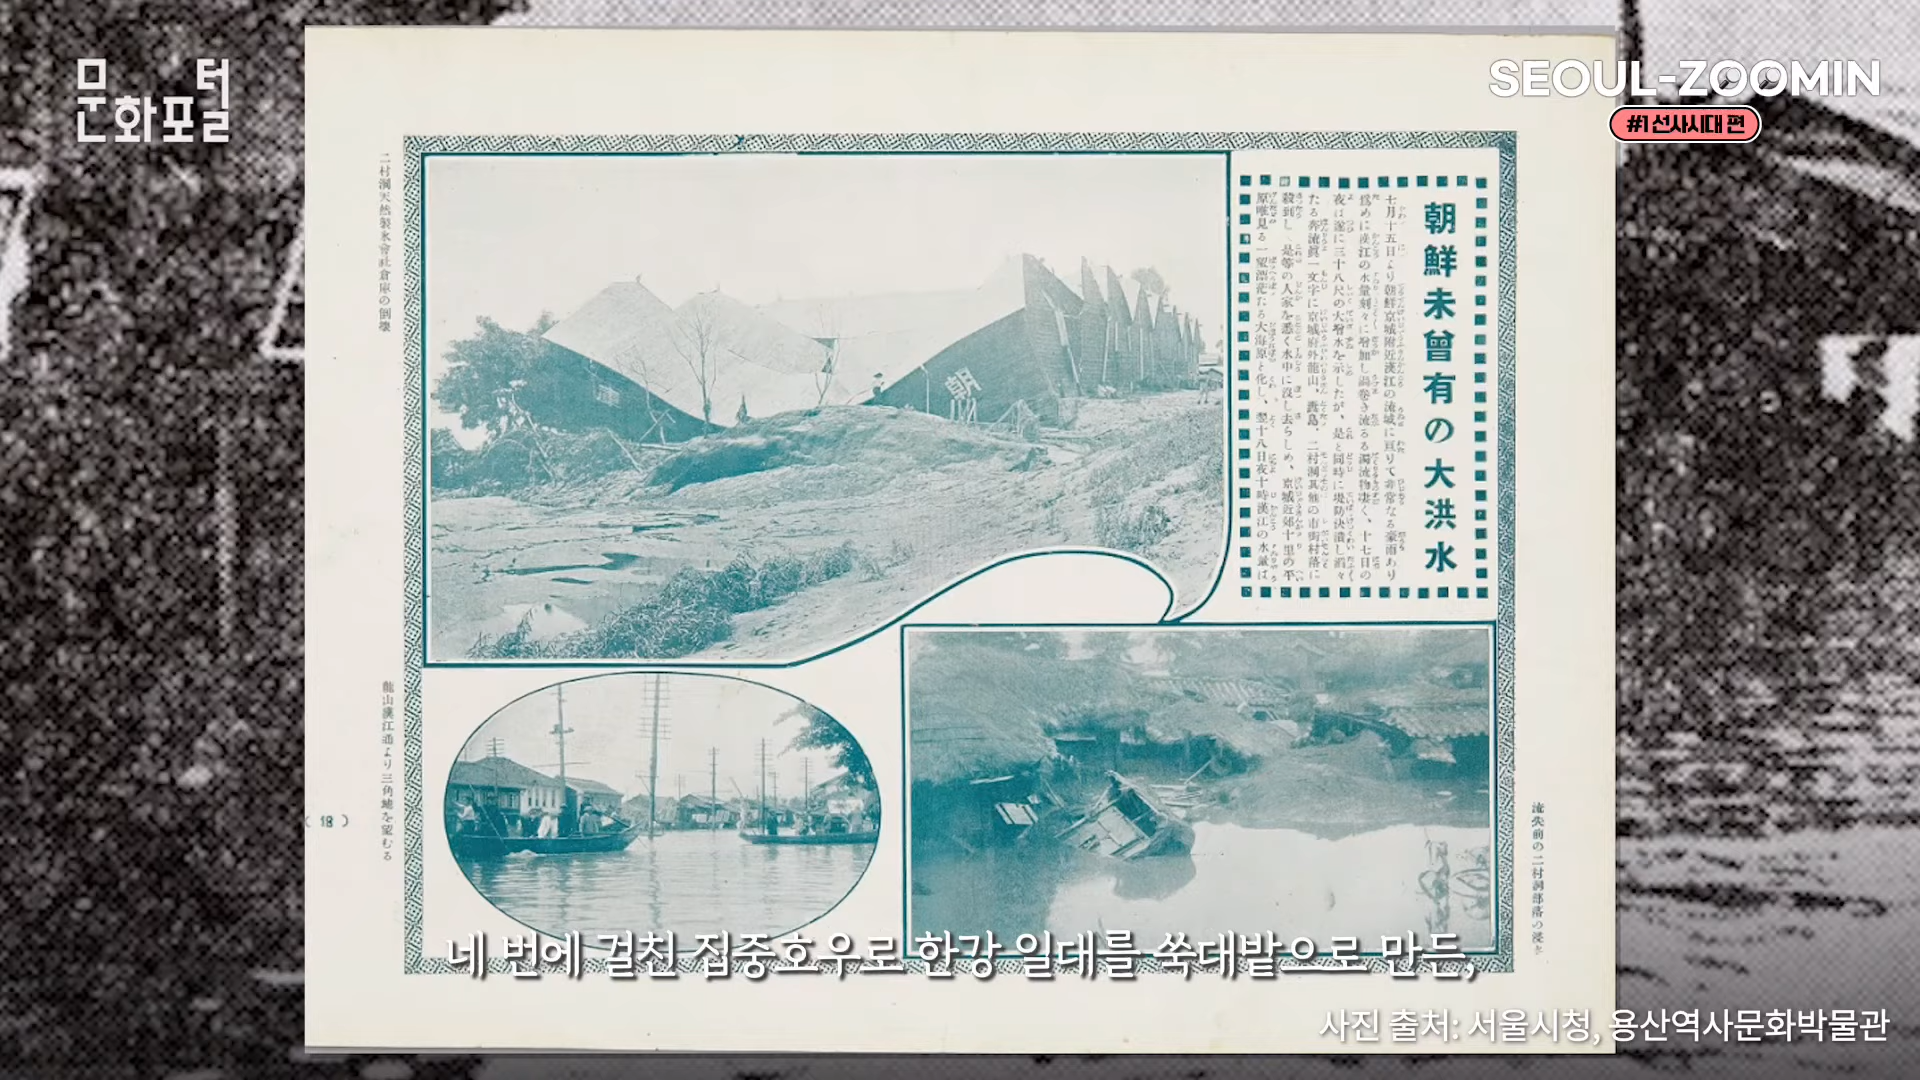 문화포털
SEOUL-ZOOMIN
#1 선사시대 편
朝鮮未曾有の大洪水
七月十五日より朝鮮京城附近漢江の流域に亘りて非常なる豪雨あり
爲めに漢江の水量刻々に增加し渦巻き流るる濁流物凄く、十七日の
夜は遂に三十八尺の大增水を示したが、是と同時に堤防決潰し滔々
たる奔流眞一文字に京城府外龍山、纛島、二村洞其他の市街村落に
殺到し、是等の人家を悉く水中に沒し去らしめ、京城近郊十里の平
原唯見る一望渺茫たる大海原と化し、翌十八日夜十時漢江の水量は
二村洞天然製氷會社倉庫の倒壞
龍山漢江通より三角地を望むる
流失前の二村洞部落の浸水
( 18 )
네 번에 걸친 집중호우로 한강 일대를 쑥대밭으로 만든,
사진 출처: 서울시청, 용산역사문화박물관